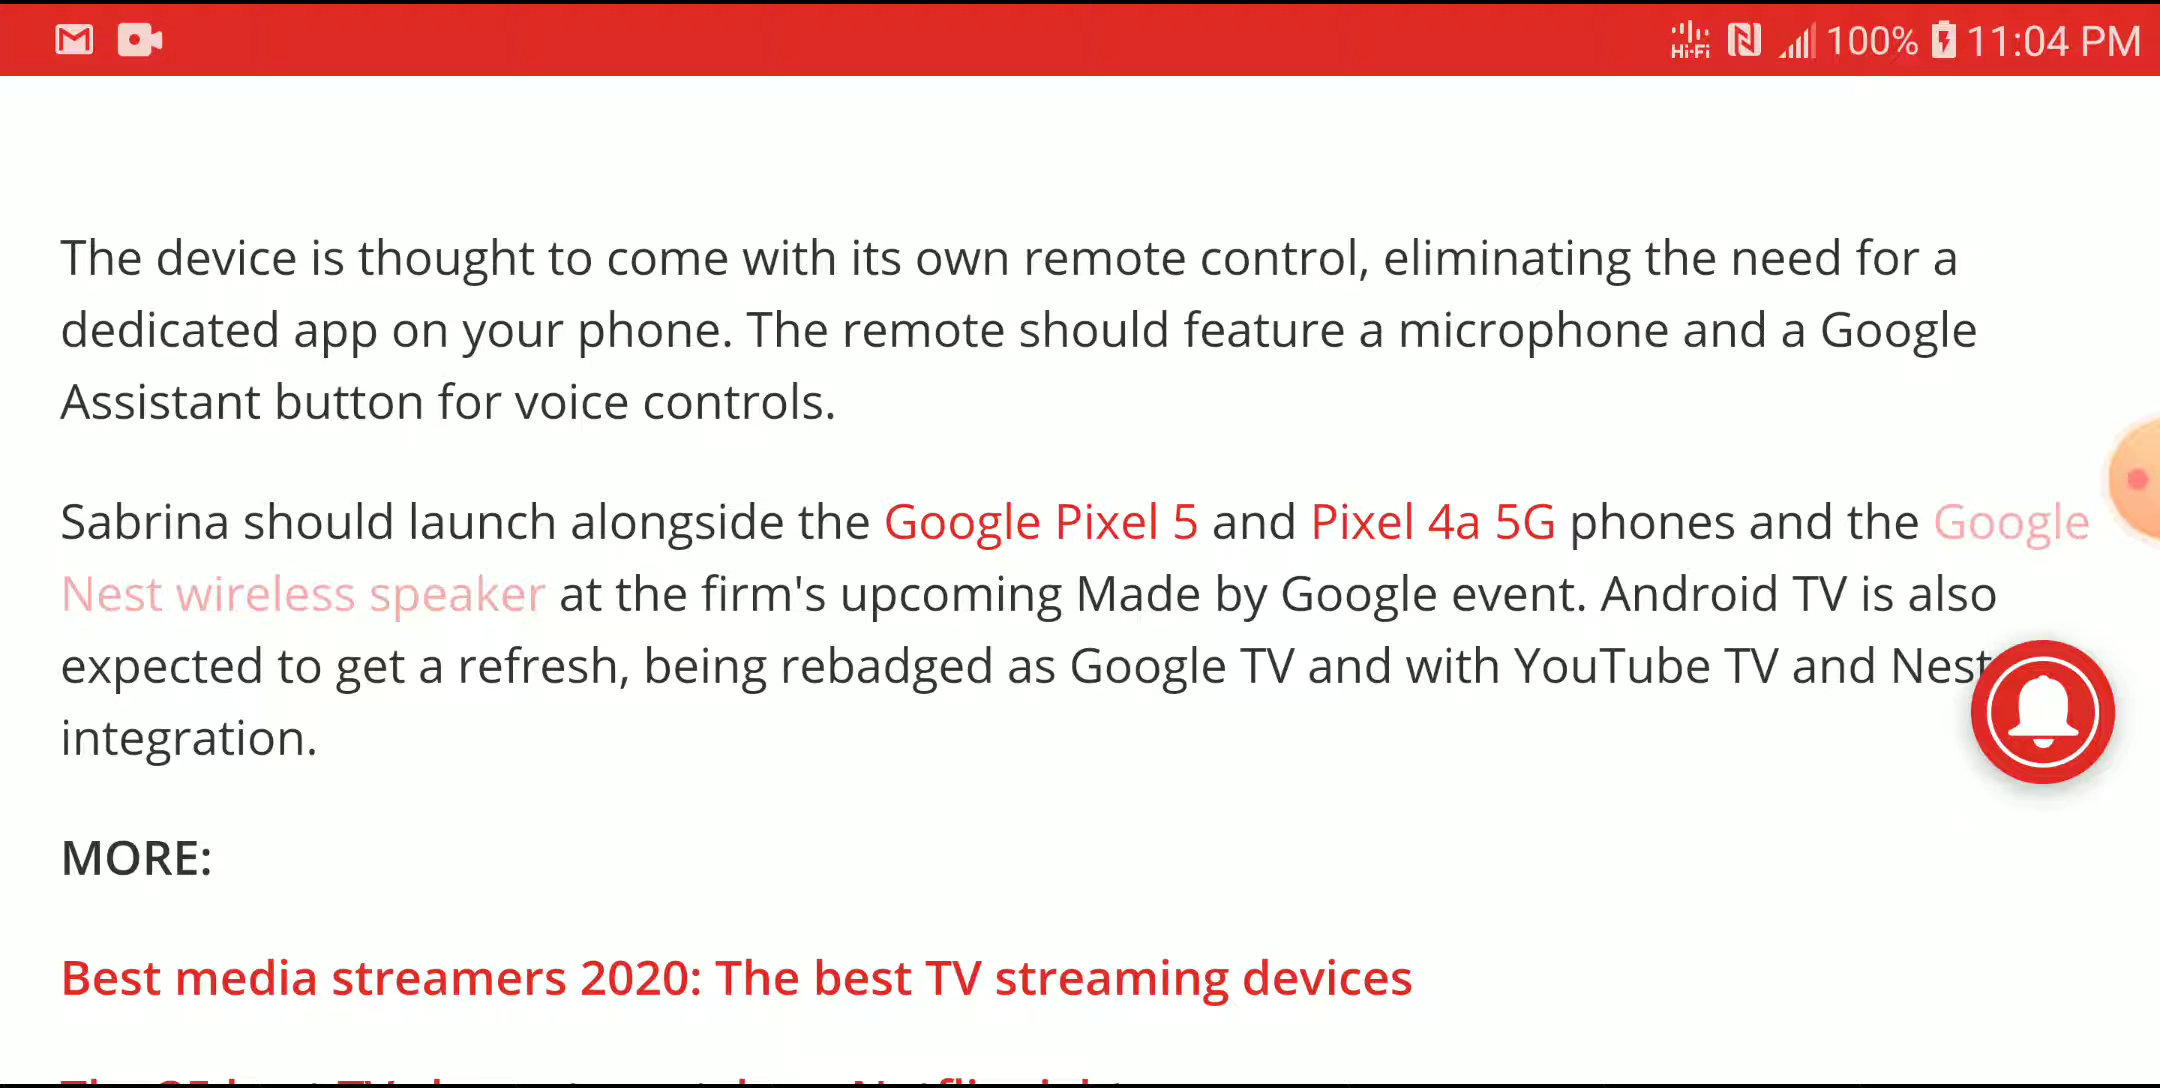 Hi-Fi 100% 11:04 PM
The device is thought to come with its own remote control, eliminating the need for a
dedicated app on your phone. The remote should feature a microphone and a Google
Assistant button for voice controls.
Sabrina should launch alongside the Google Pixel 5 and Pixel 4a 5G phones and the Google
Nest wireless speaker at the firm's upcoming Made by Google event. Android TV is also
expected to get a refresh, being rebadged as Google TV and with YouTube TV and Nest
integration.
MORE:
Best media streamers 2020: The best TV streaming devices